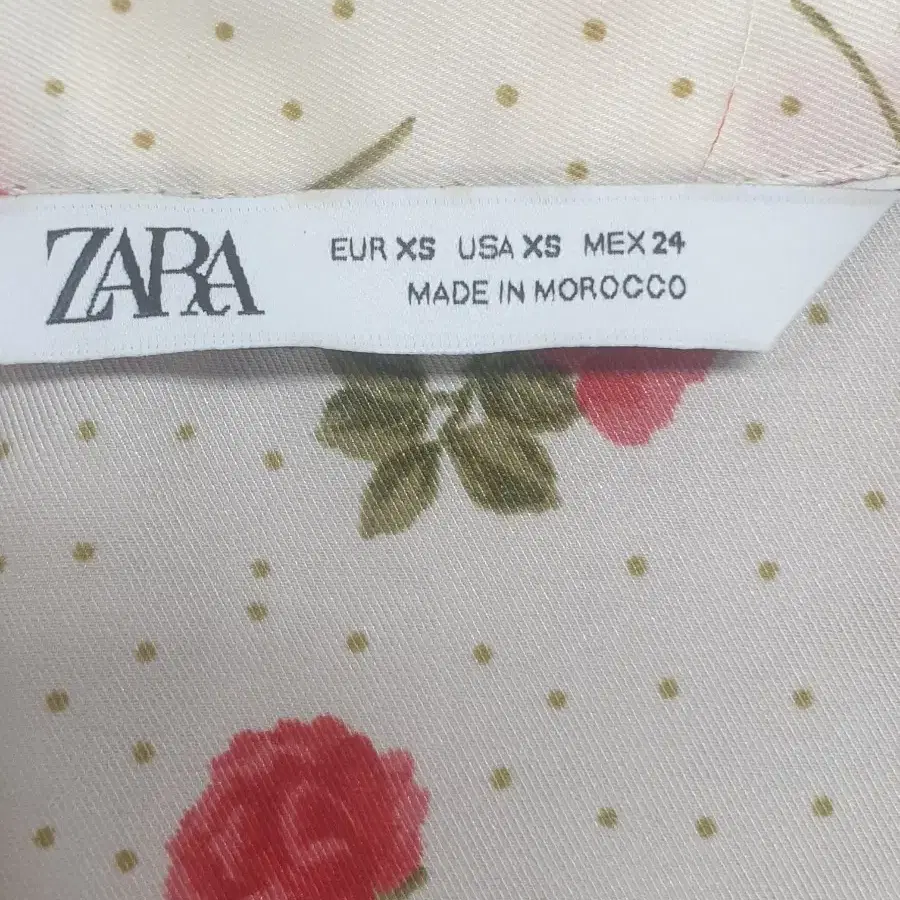 ZARA
EUR XS USA XS MEX 24
MADE IN MOROCCO